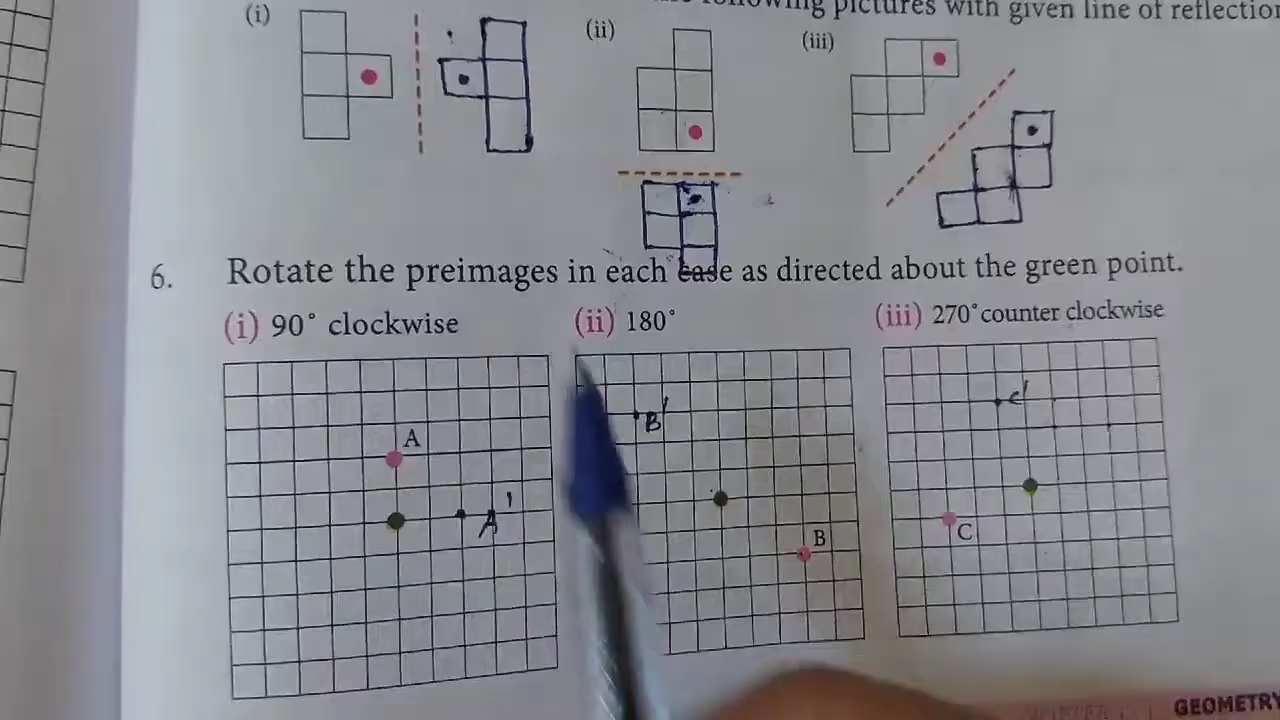 following pictures with given line of reflection
(i)
(ii)
(iii)
6. Rotate the preimages in each case as directed about the green point.
(i) 90° clockwise
(ii) 180°
(iii) 270° counter clockwise
A
A'
B'
B
C'
C
GEOMETRY